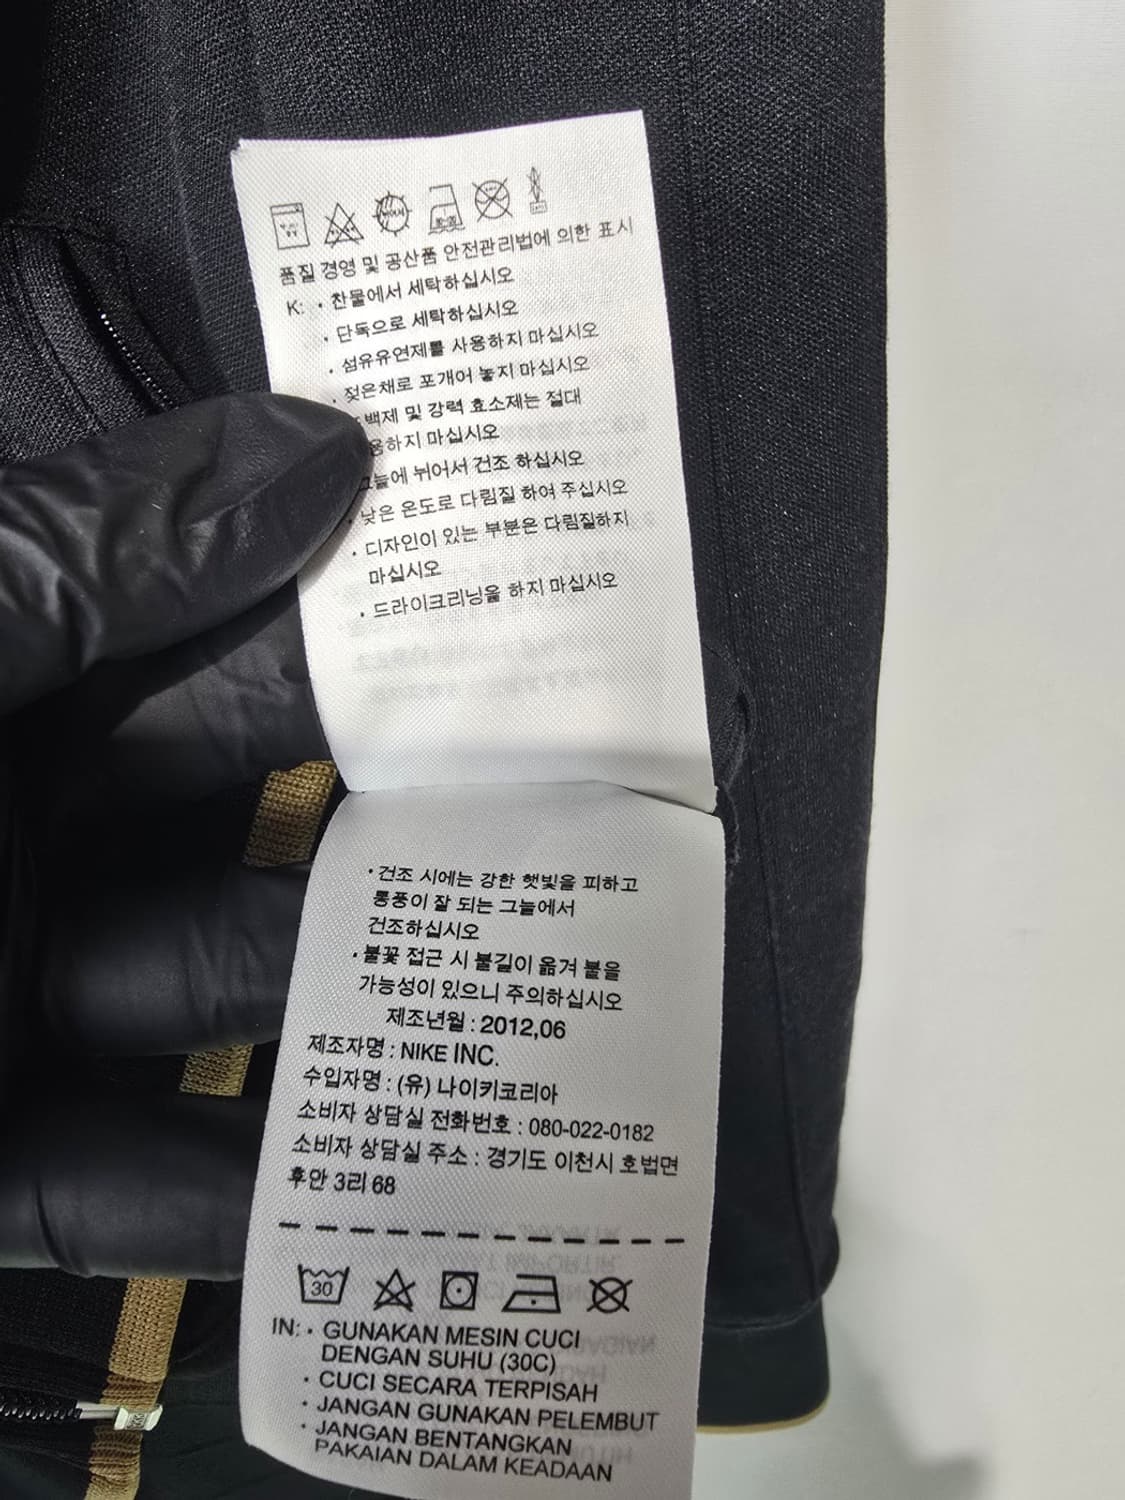 품질 경영 및 공산품 안전관리법에 의한 표시
K: · 찬물에서 세탁하십시오
· 단독으로 세탁하십시오
· 섬유유연제를 사용하지 마십시오
· 젖은채로 포개어 놓지 마십시오
백제 및 강력 효소제는 절대
용하지 마십시오
그늘에 뉘어서 건조 하십시오
· 낮은 온도로 다림질 하여 주십시오
· 디자인이 있는 부분은 다림질하지
마십시오
· 드라이크리닝을 하지 마십시오
· 건조 시에는 강한 햇빛을 피하고
통풍이 잘 되는 그늘에서
건조하십시오
· 불꽃 접근 시 불길이 옮겨 붙을
가능성이 있으니 주의하십시오
제조년월 : 2012,06
제조자명 : NIKE INC.
수입자명 : (유) 나이키코리아
소비자 상담실 전화번호 : 080-022-0182
소비자 상담실 주소 : 경기도 이천시 호법면
후안 3리 68
30
IN: · GUNAKAN MESIN CUCI
DENGAN SUHU (30C)
· CUCI SECARA TERPISAH
· JANGAN GUNAKAN PELEMBUT
· JANGAN BENTANGKAN
PAKAIAN DALAM KEADAAN